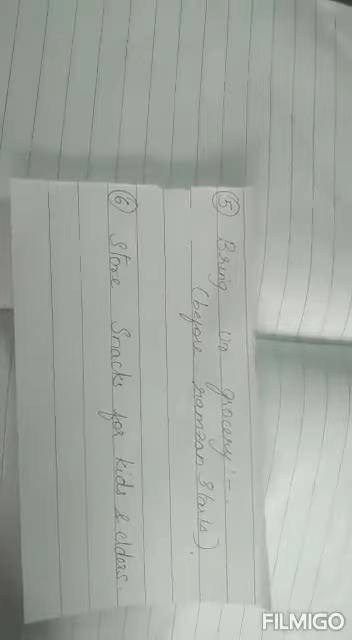 ⑤ Bring in grocery :-
(before ramzan starts).
⑥ Store Snacks for kids & elders.
FILMIGO